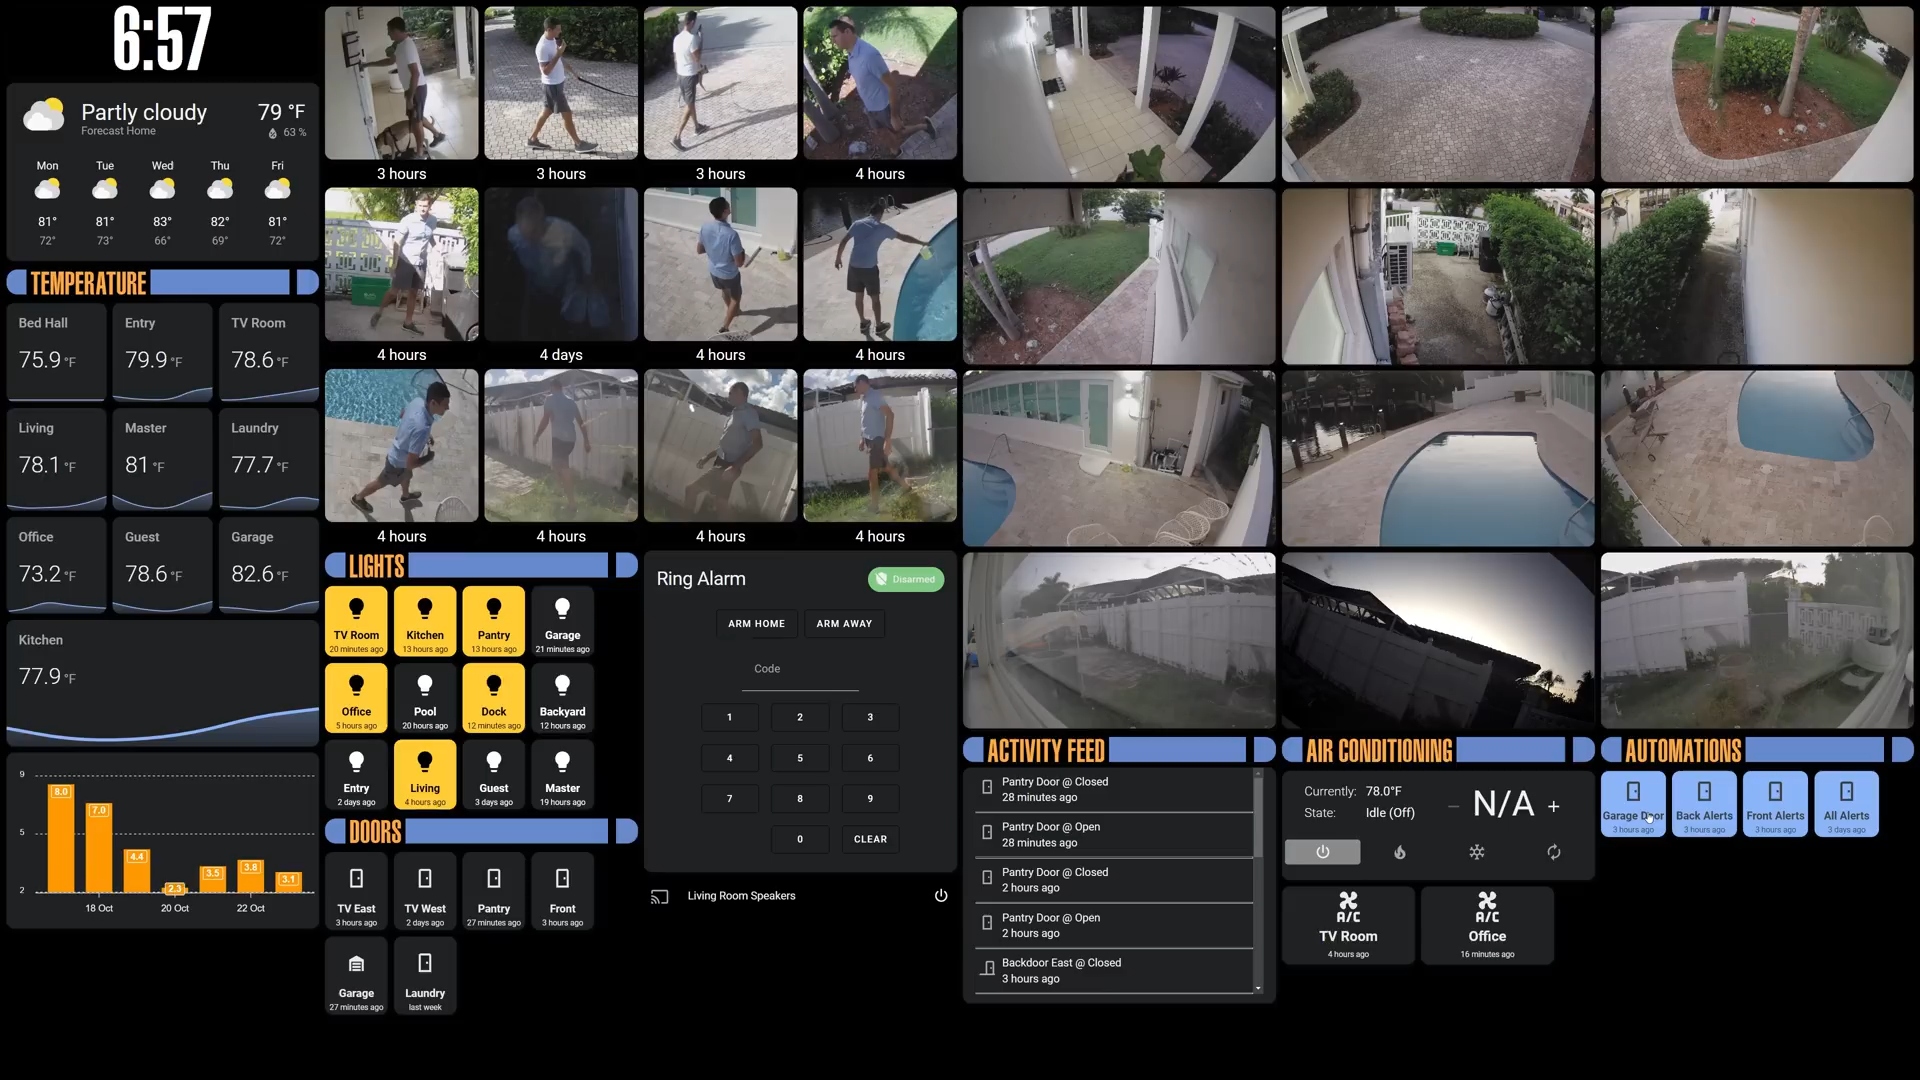 6:57
Partly cloudy
Forecast Home
79 °F
63 %
Mon Tue Wed Thu Fri
81° 81° 83° 82° 81°
72° 73° 66° 69° 72°
TEMPERATURE
Bed Hall Entry TV Room
75.9 °F 79.9 °F 78.6 °F
Living Master Laundry
78.1 °F 81 °F 77.7 °F
Office Guest Garage
73.2 °F 78.6 °F 82.6 °F
Kitchen
77.9 °F
9
5
2
8.0 7.0 4.4 2.3 3.5 3.8 3.1
18 Oct 20 Oct 22 Oct
3 hours 3 hours 3 hours 4 hours
4 hours 4 days 4 hours 4 hours
4 hours 4 hours 4 hours 4 hours
LIGHTS
TV Room Kitchen Pantry Garage
20 minutes ago 13 hours ago 13 hours ago 21 minutes ago
Office Pool Dock Backyard
5 hours ago 20 hours ago 12 minutes ago 12 hours ago
Entry Living Guest Master
2 days ago 4 hours ago 3 days ago 19 hours ago
DOORS
TV East TV West Pantry Front
3 hours ago 2 days ago 27 minutes ago 3 hours ago
Garage Laundry
27 minutes ago last week
Ring Alarm
Disarmed
ARM HOME ARM AWAY
Code
1 2 3
4 5 6
7 8 9
0 CLEAR
Living Room Speakers
ACTIVITY FEED
Pantry Door @ Closed
28 minutes ago
Pantry Door @ Open
28 minutes ago
Pantry Door @ Closed
2 hours ago
Pantry Door @ Open
2 hours ago
Backdoor East @ Closed
3 hours ago
AIR CONDITIONING
Currently: 78.0°F
State: Idle (Off)
− N/A +
A/C A/C
TV Room Office
4 hours ago 16 minutes ago
AUTOMATIONS
Garage Door Back Alerts Front Alerts All Alerts
3 hours ago 3 hours ago 3 hours ago 3 days ago